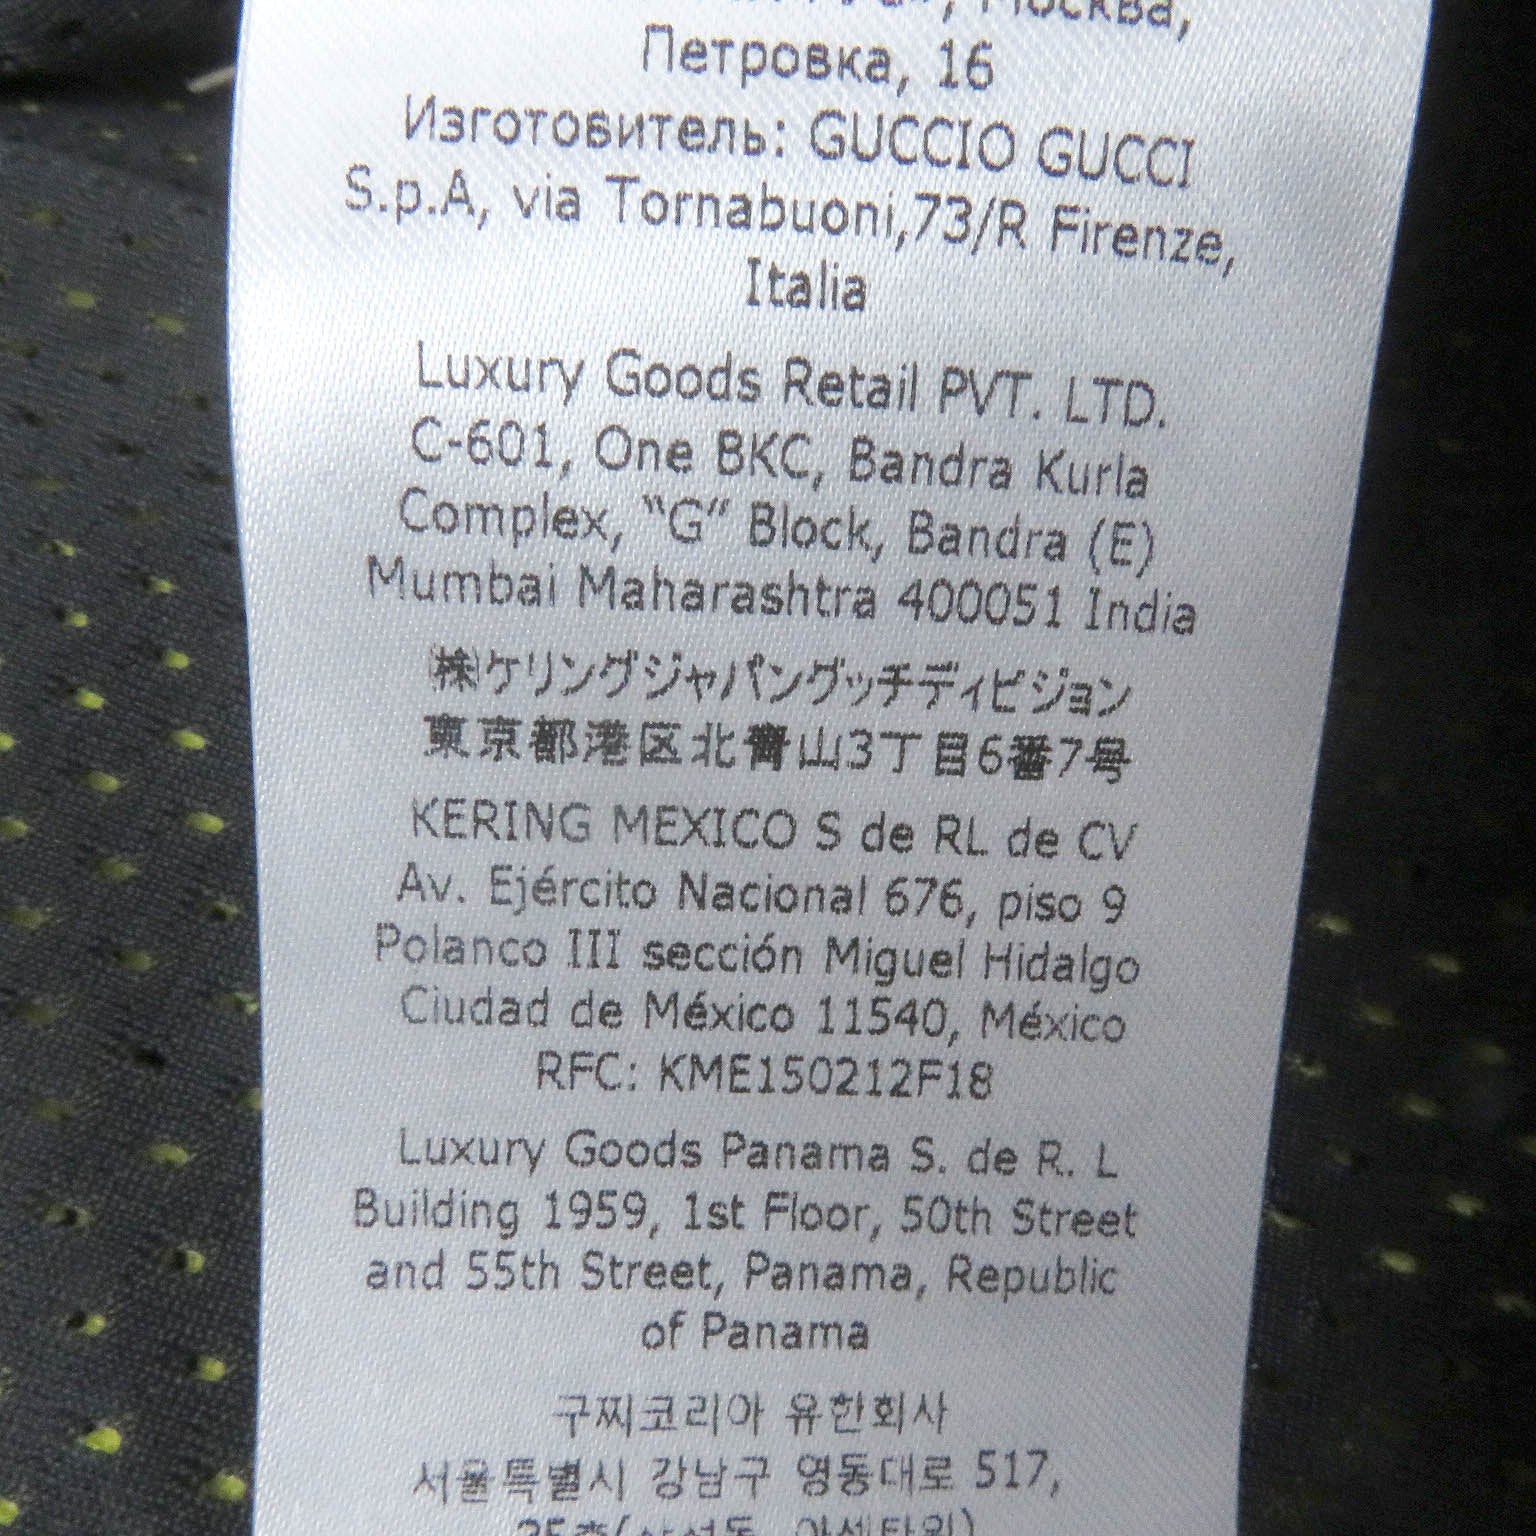 Москва,
Петровка, 16
Изготовитель: GUCCIO GUCCI
S.p.A, via Tornabuoni,73/R Firenze,
Italia
Luxury Goods Retail PVT. LTD.
C-601, One BKC, Bandra Kurla
Complex, “G” Block, Bandra (E)
Mumbai Maharashtra 400051 India
㈱ケリングジャパングッチディビジョン
東京都港区北青山3丁目6番7号
KERING MEXICO S de RL de CV
Av. Ejército Nacional 676, piso 9
Polanco III sección Miguel Hidalgo
Ciudad de México 11540, México
RFC: KME150212F18
Luxury Goods Panama S. de R. L
Building 1959, 1st Floor, 50th Street
and 55th Street, Panama, Republic
of Panama
구찌코리아 유한회사
서울특별시 강남구 영동대로 517,